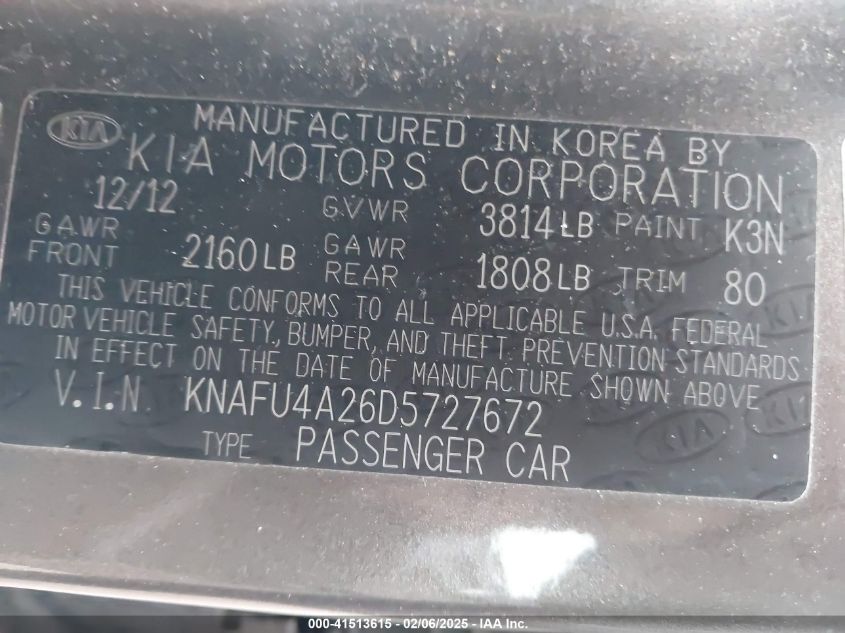 KIA
MANUFACTURED IN KOREA BY
KIA MOTORS CORPORATION
12/12 GVWR 3814LB PAINT K3N
GAWR FRONT 2160LB GAWR REAR 1808LB TRIM 80
THIS VEHICLE CONFORMS TO ALL APPLICABLE U.S.A. FEDERAL
MOTOR VEHICLE SAFETY, BUMPER, AND THEFT PREVENTION STANDARDS
IN EFFECT ON THE DATE OF MANUFACTURE SHOWN ABOVE
V.I.N KNAFU4A26D5727672
TYPE PASSENGER CAR
000-41513615 - 02/06/2025 - IAA Inc.